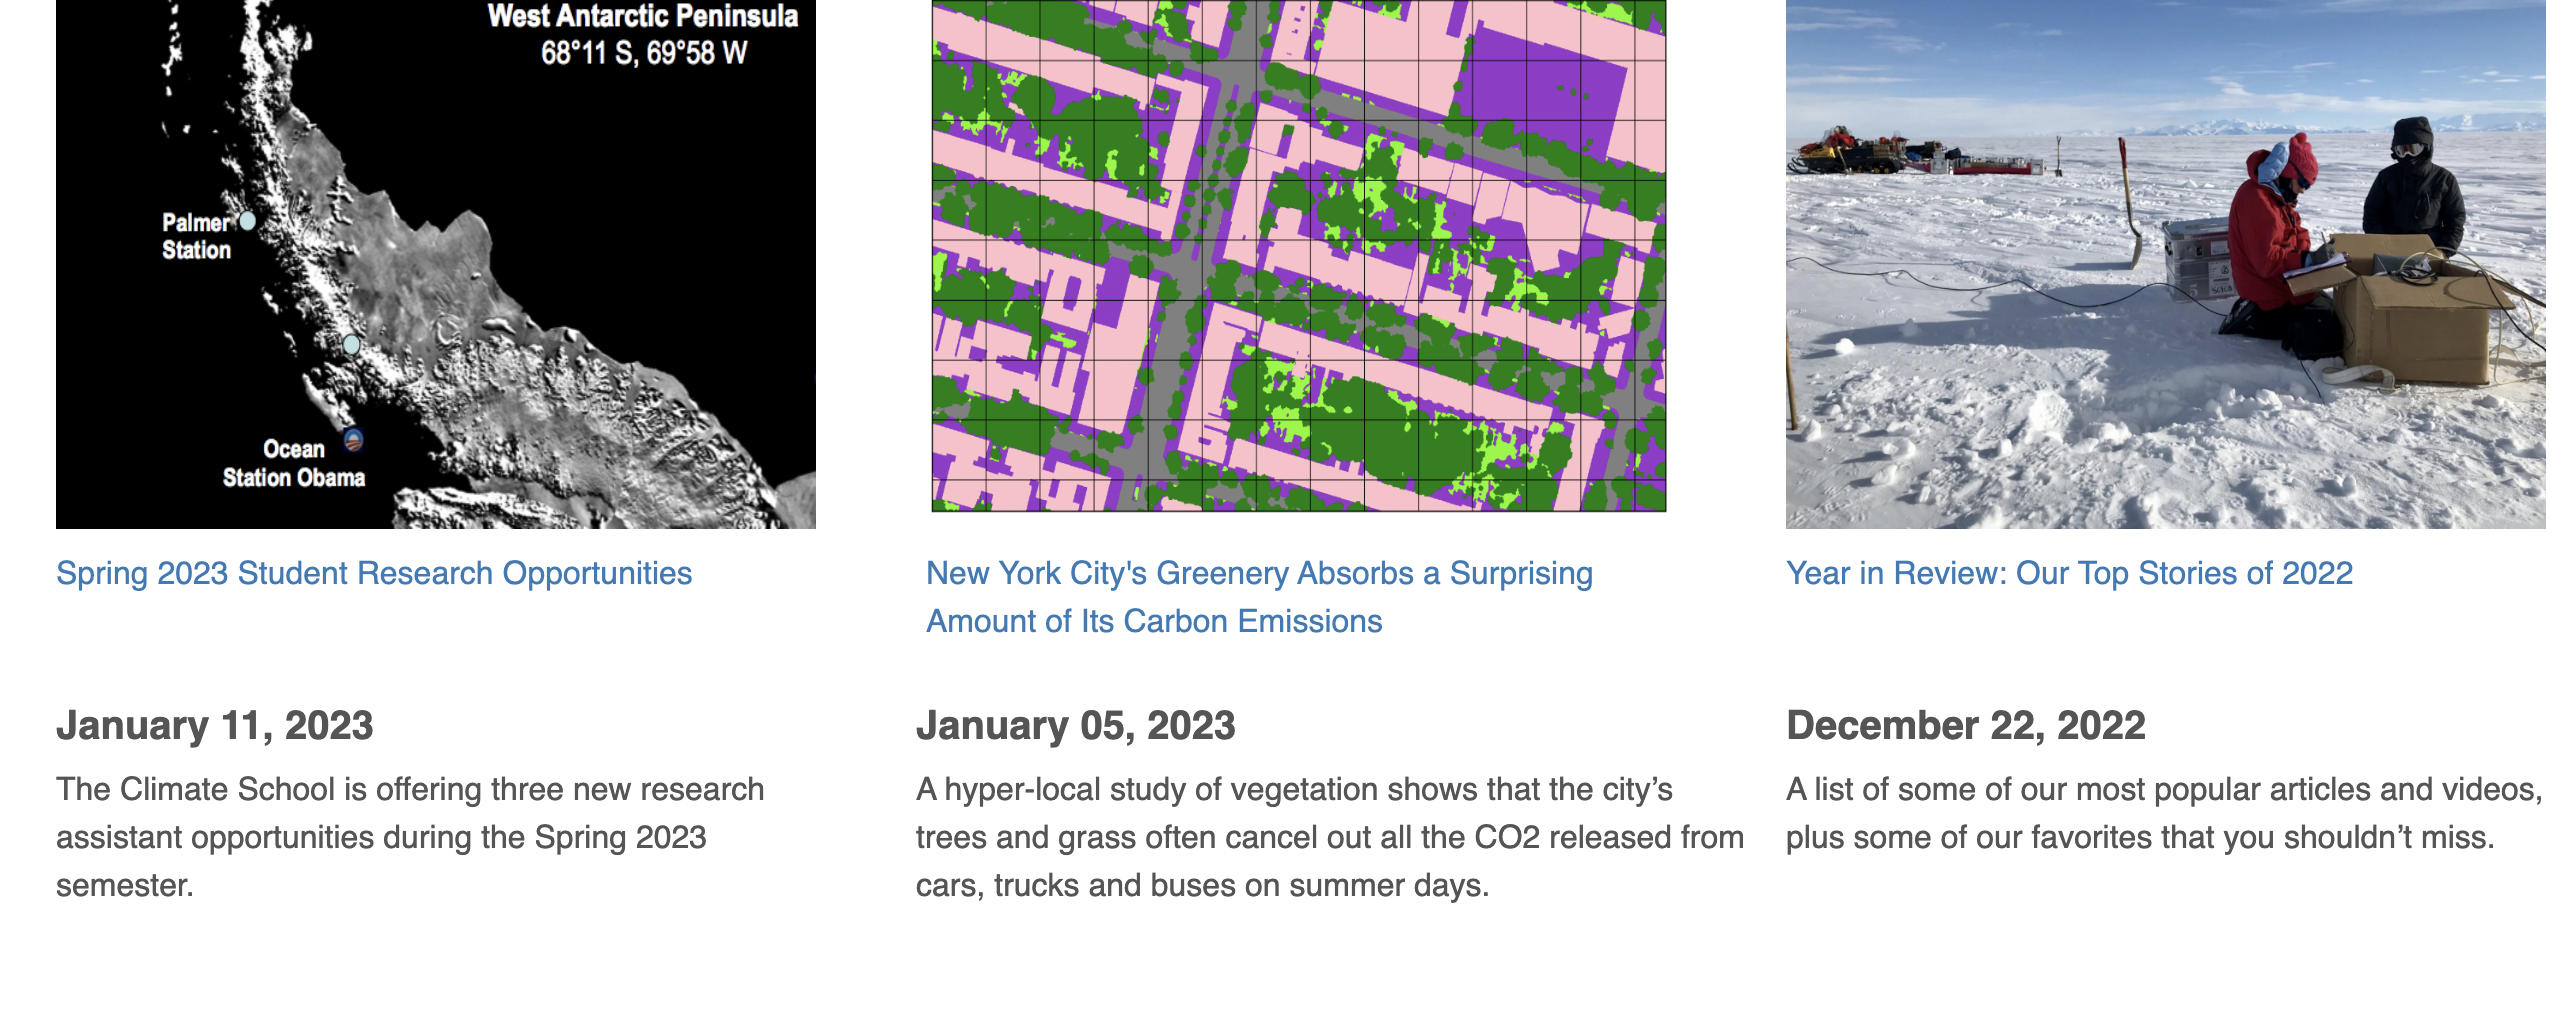 West Antarctic Peninsula
68°11 S, 69°58 W
Palmer
Station
Ocean
Station Obama
Spring 2023 Student Research Opportunities
January 11, 2023
The Climate School is offering three new research
assistant opportunities during the Spring 2023
semester.
New York City's Greenery Absorbs a Surprising
Amount of Its Carbon Emissions
January 05, 2023
A hyper-local study of vegetation shows that the city’s
trees and grass often cancel out all the CO2 released from
cars, trucks and buses on summer days.
Year in Review: Our Top Stories of 2022
December 22, 2022
A list of some of our most popular articles and videos,
plus some of our favorites that you shouldn’t miss.